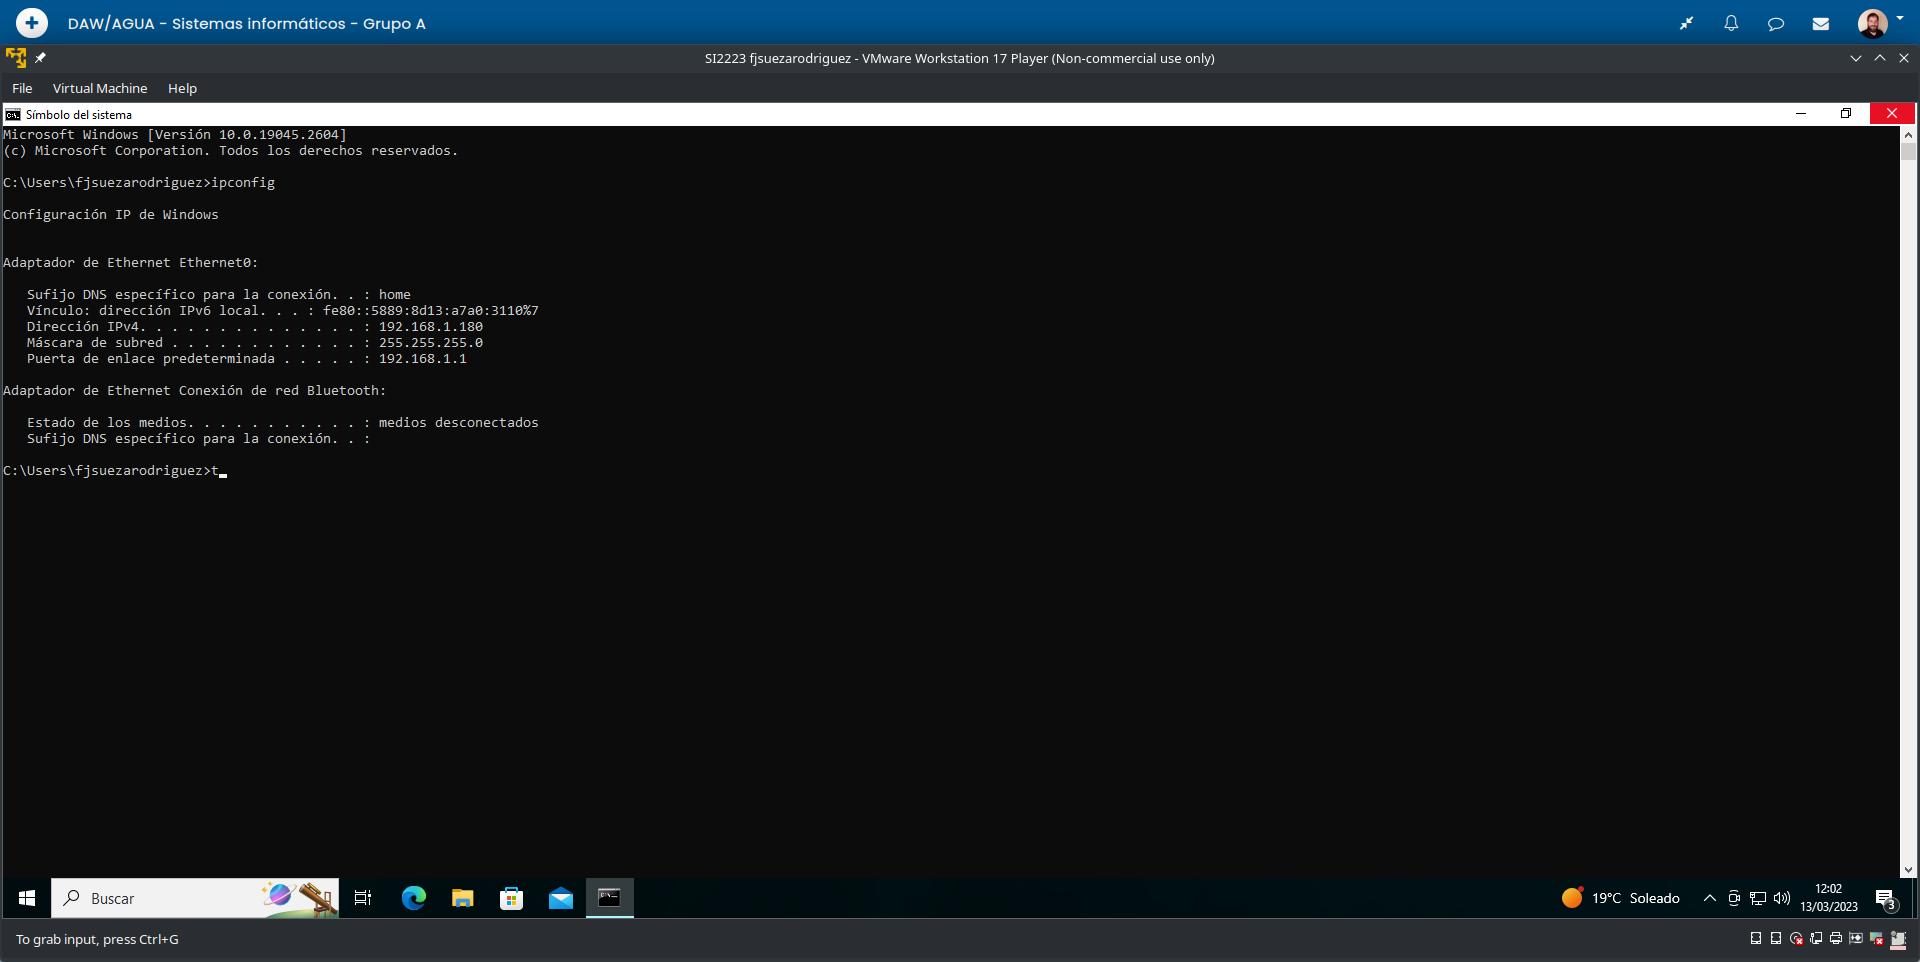 DAW/AGUA - Sistemas informáticos - Grupo A
SI2223 fjsuezarodriguez - VMware Workstation 17 Player (Non-commercial use only)
File Virtual Machine Help
Símbolo del sistema
Microsoft Windows [Versión 10.0.19045.2604]
(c) Microsoft Corporation. Todos los derechos reservados.
C:\Users\fjsuezarodriguez>ipconfig
Configuración IP de Windows
Adaptador de Ethernet Ethernet0:
Sufijo DNS específico para la conexión. . : home
Vínculo: dirección IPv6 local. . . : fe80::5889:8d13:a7a0:3110%7
Dirección IPv4. . . . . . . . . . . . . . : 192.168.1.180
Máscara de subred . . . . . . . . . . . . : 255.255.255.0
Puerta de enlace predeterminada . . . . . : 192.168.1.1
Adaptador de Ethernet Conexión de red Bluetooth:
Estado de los medios. . . . . . . . . . . : medios desconectados
Sufijo DNS específico para la conexión. . :
C:\Users\fjsuezarodriguez>t
Buscar
19°C Soleado
12:02
13/03/2023
3
To grab input, press Ctrl+G